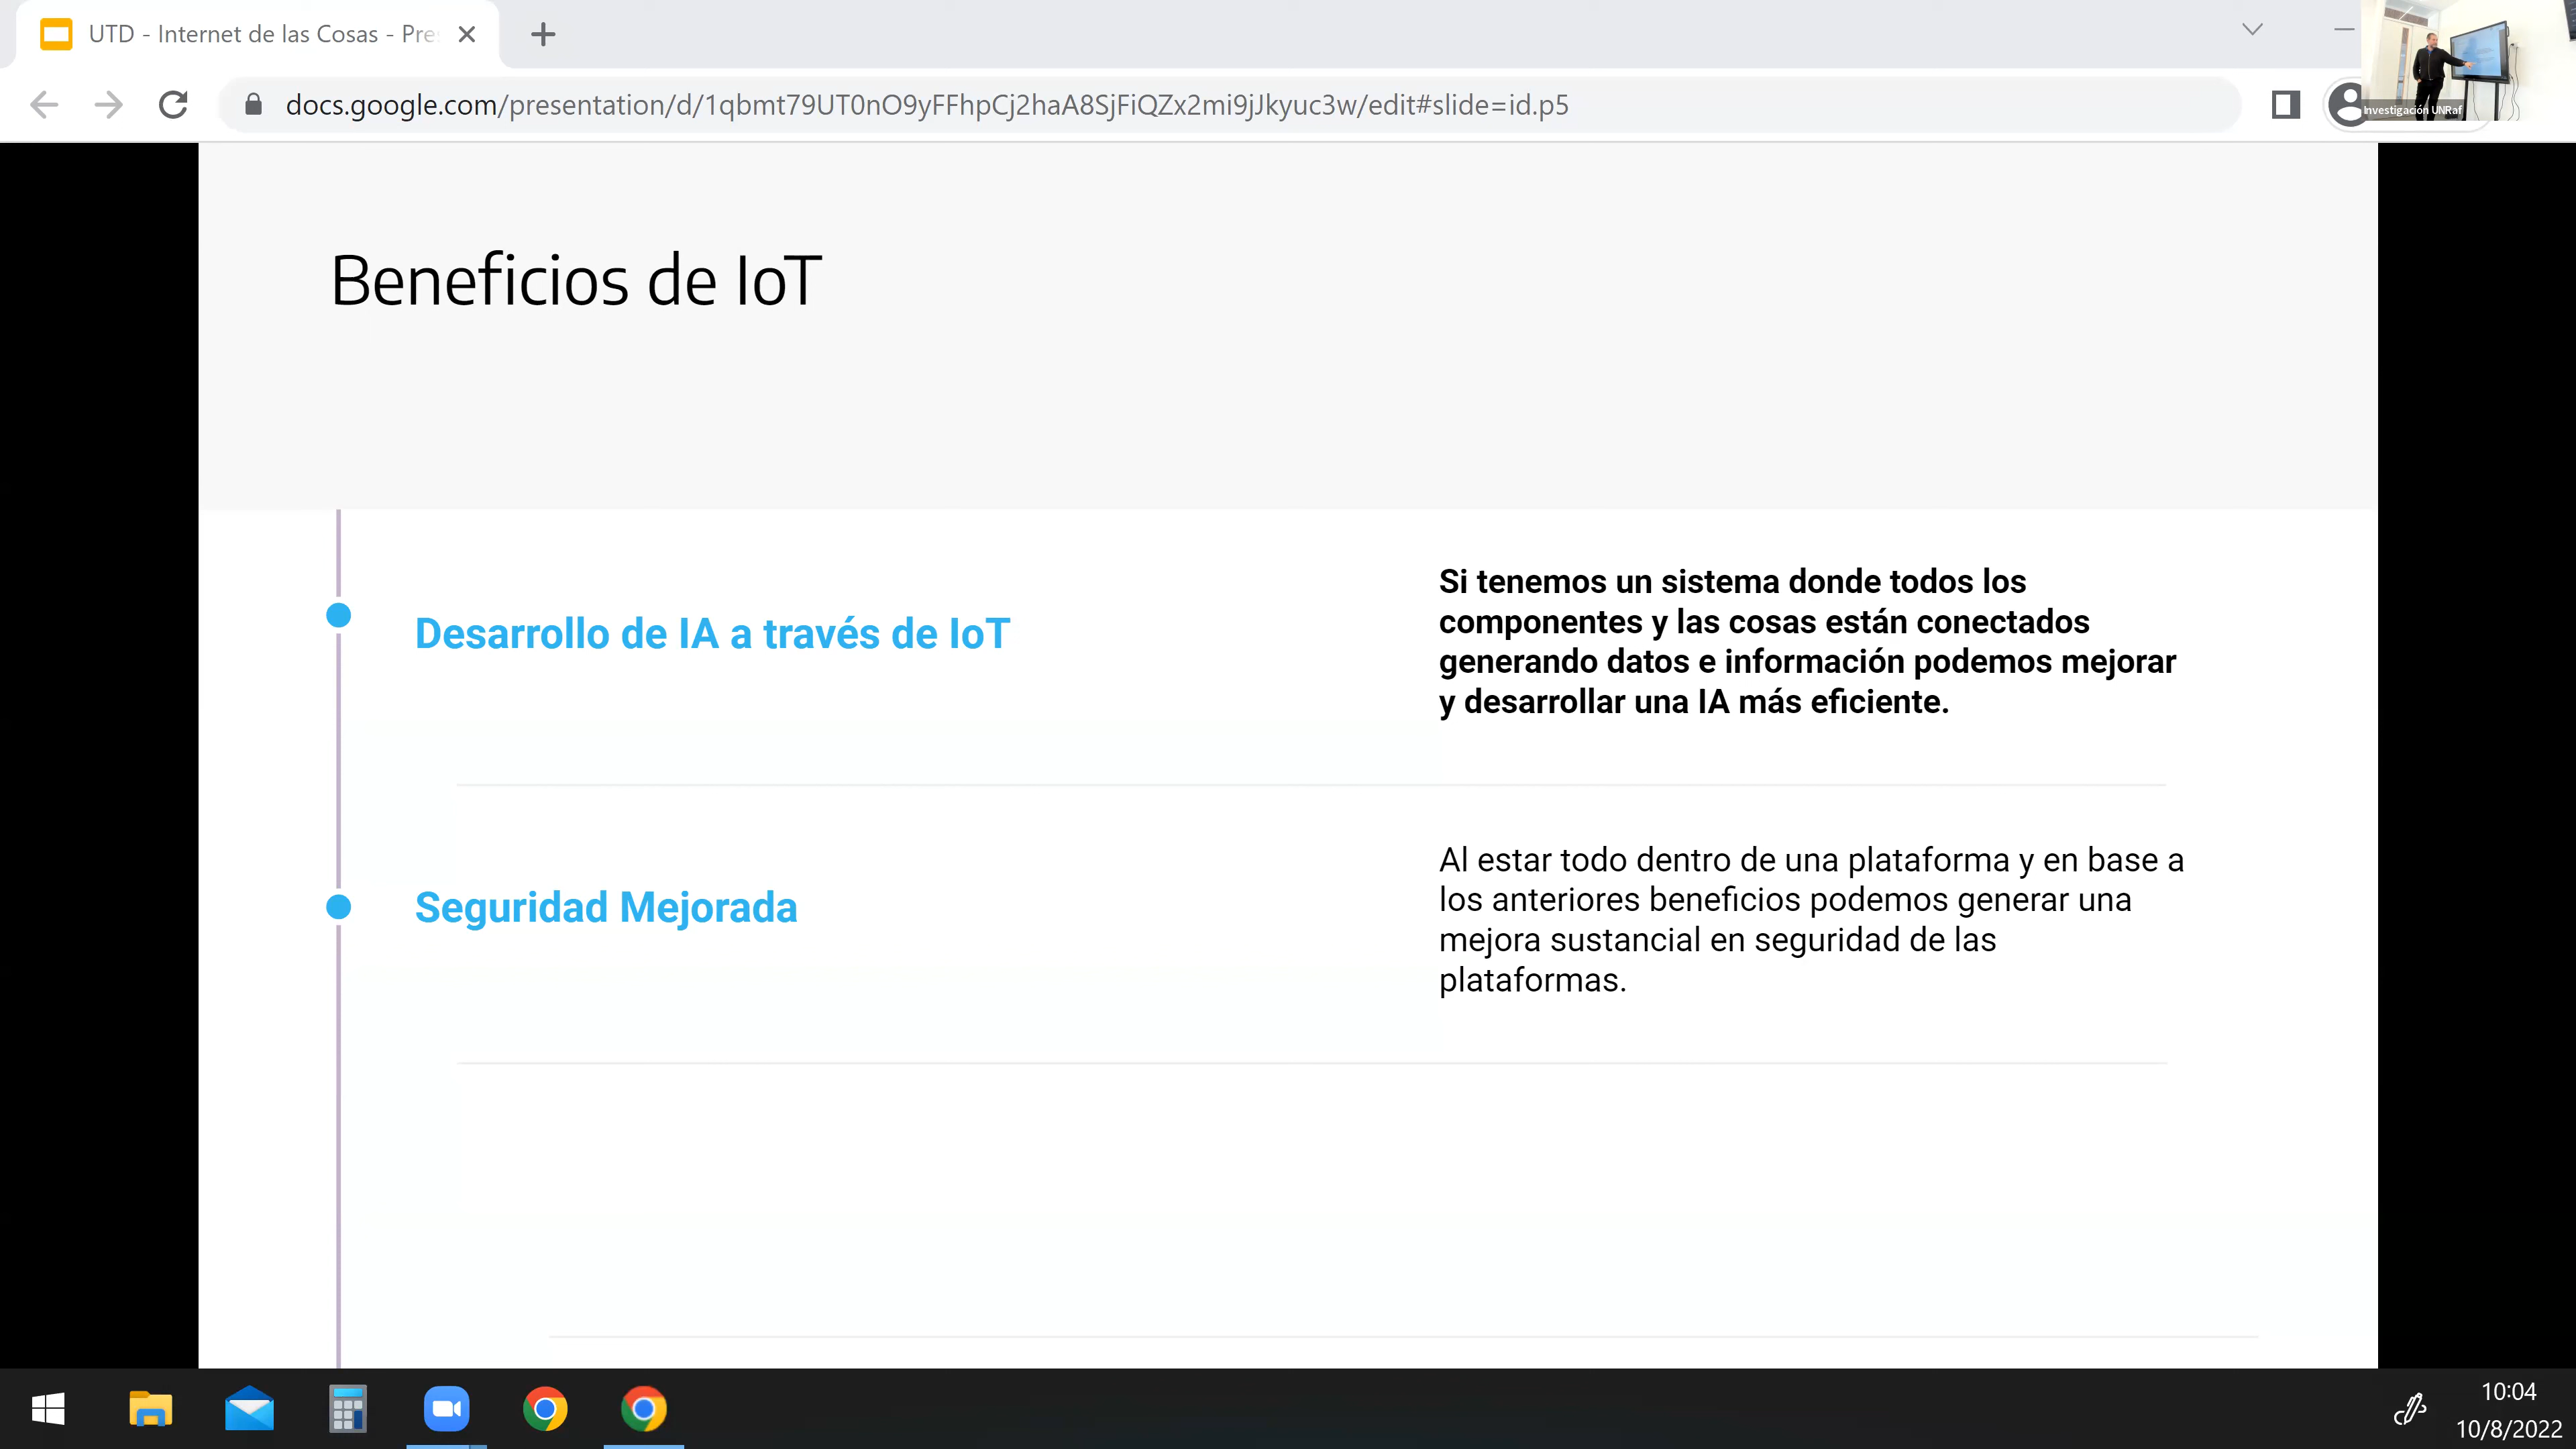 UTD - Internet de las Cosas - Pre
docs.google.com/presentation/d/1qbmt79UT0nO9yFFhpCj2haA8SjFiQZx2mi9jJkyuc3w/edit#slide=id.p5
Investigación UNRaf
Beneficios de IoT
Desarrollo de IA a través de IoT
Si tenemos un sistema donde todos los
componentes y las cosas están conectados
generando datos e información podemos mejorar
y desarrollar una IA más eficiente.
Seguridad Mejorada
Al estar todo dentro de una plataforma y en base a
los anteriores beneficios podemos generar una
mejora sustancial en seguridad de las
plataformas.
10:04
10/8/2022